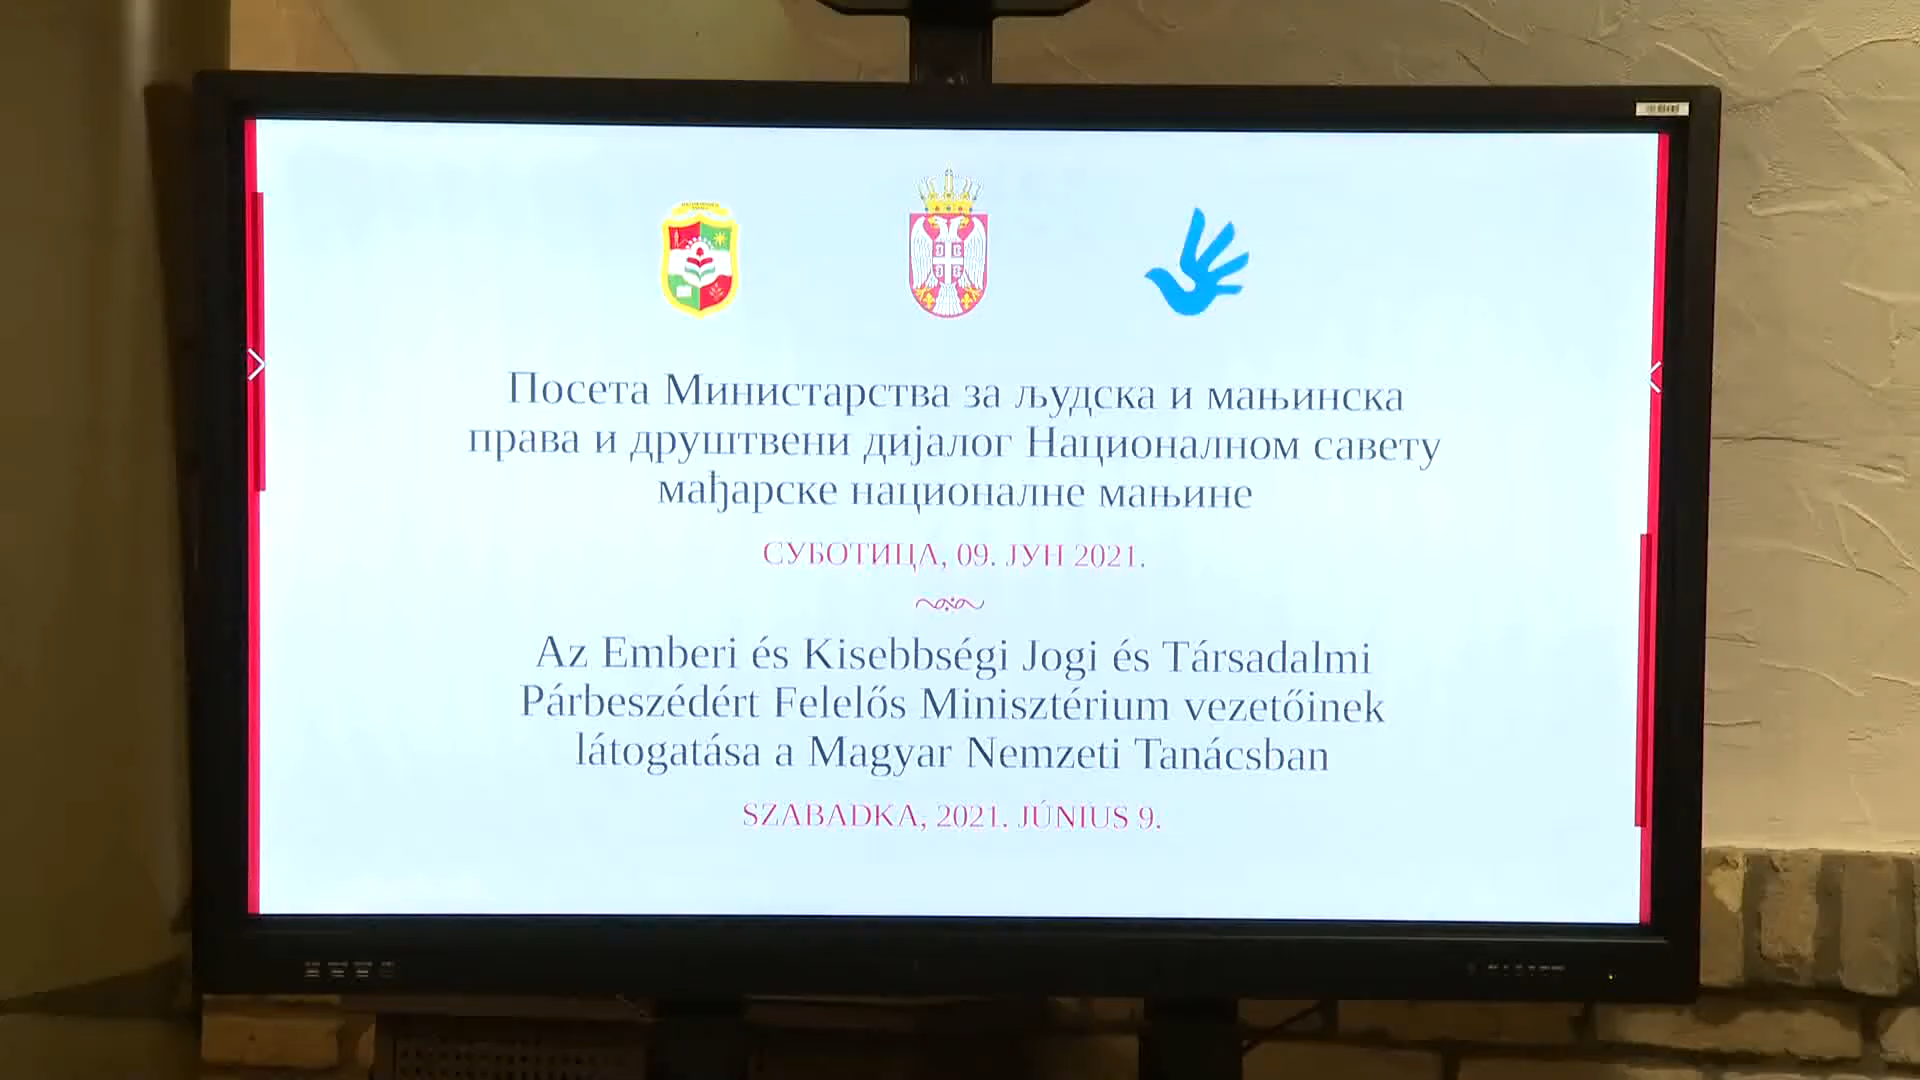 Посета Министарства за људска и мањинска
права и друштвени дијалог Националном савету
мађарске националне мањине
СУБОТИЦА, 09. ЈУН 2021.
Az Emberi és Kisebbségi Jogi és Társadalmi
Párbeszédért Felelős Minisztérium vezetőinek
látogatása a Magyar Nemzeti Tanácsban
SZABADKA, 2021. JÚNIUS 9.